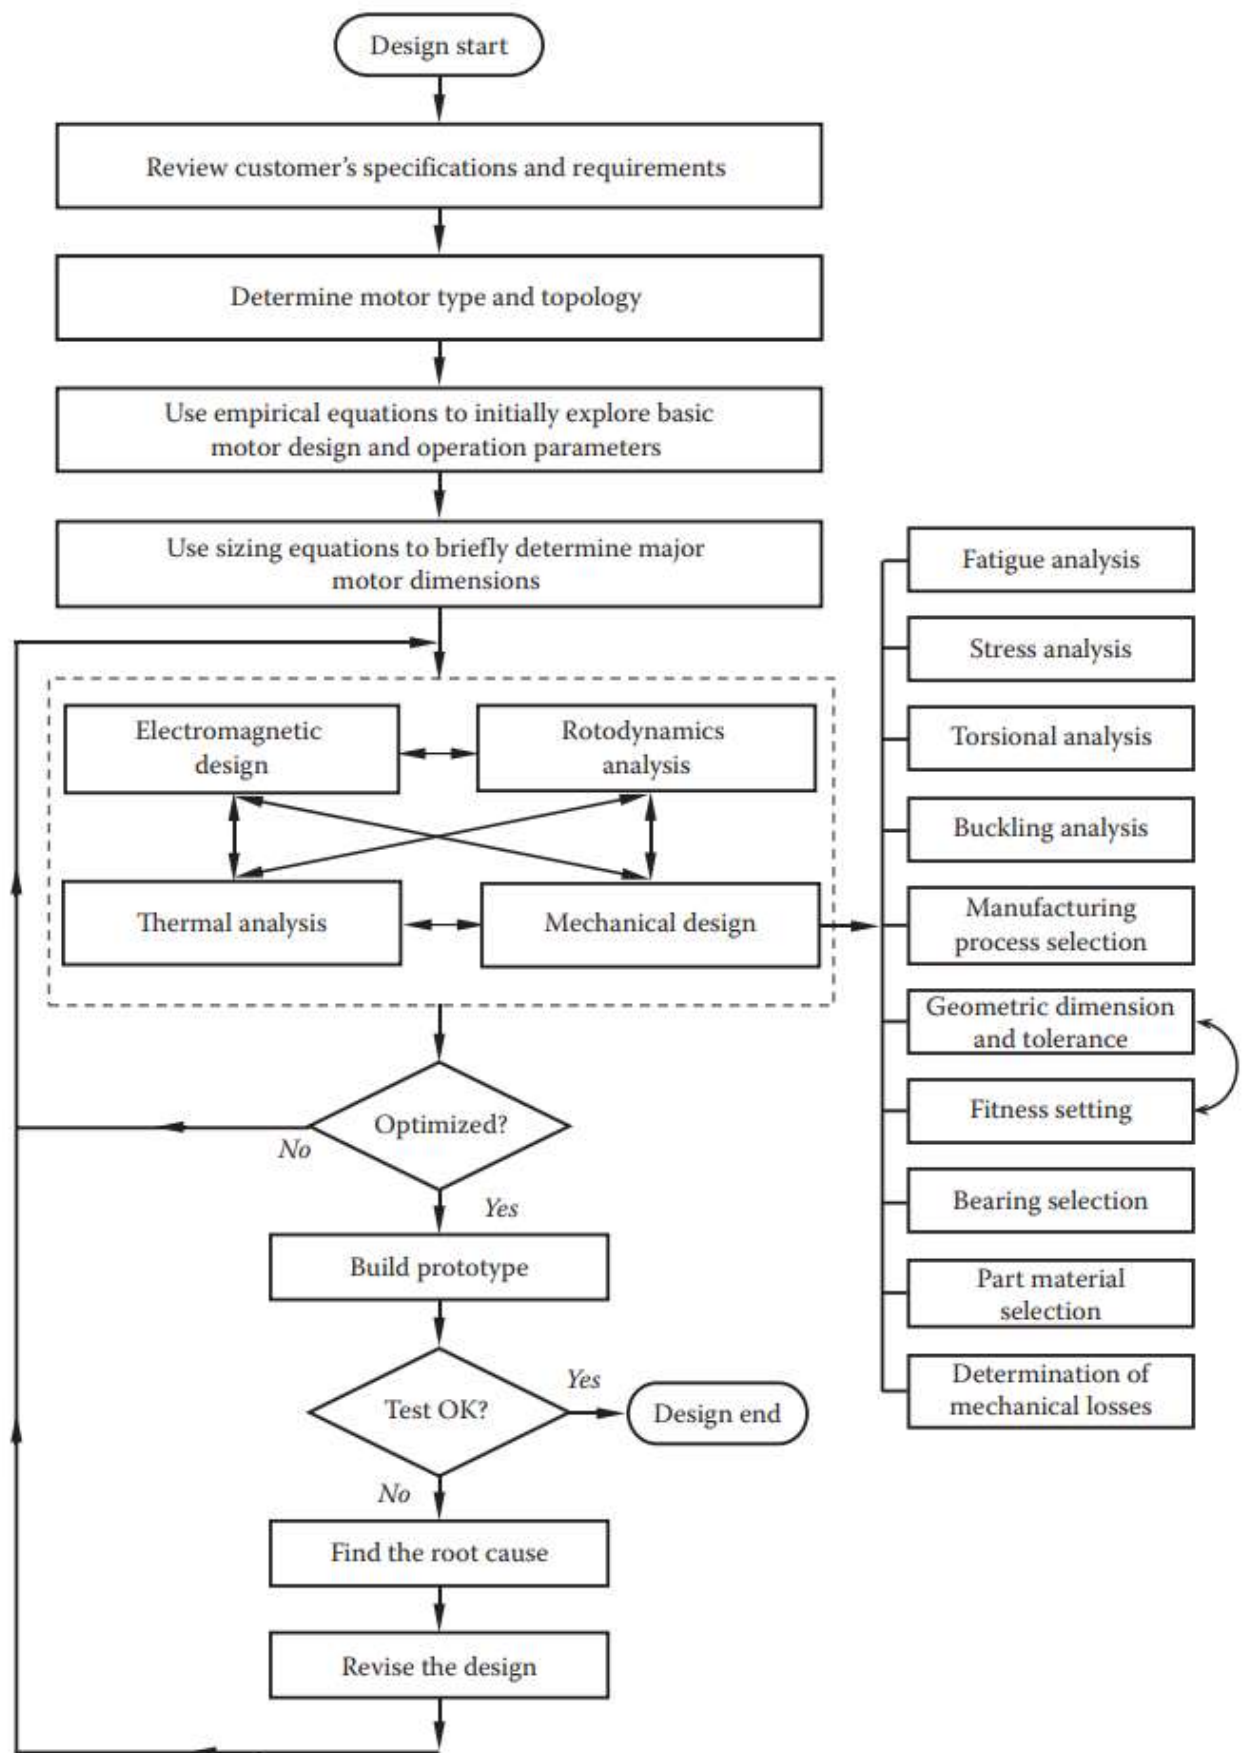 Design start
Review customer's specifications and requirements
Determine motor type and topology
Use empirical equations to initially explore basic
motor design and operation parameters
Use sizing equations to briefly determine major
motor dimensions
Electromagnetic
design
Rotodynamics
analysis
Thermal analysis
Mechanical design
Optimized?
No
Yes
Build prototype
Test OK?
Yes
Design end
No
Find the root cause
Revise the design
Fatigue analysis
Stress analysis
Torsional analysis
Buckling analysis
Manufacturing
process selection
Geometric dimension
and tolerance
Fitness setting
Bearing selection
Part material
selection
Determination of
mechanical losses